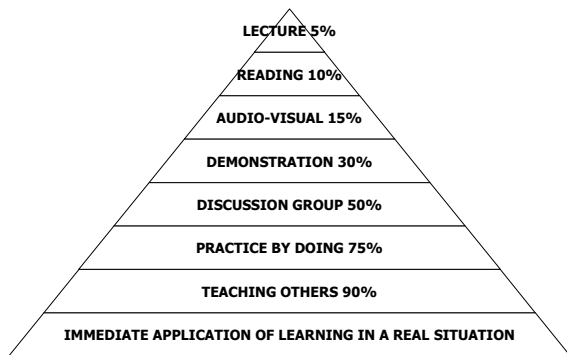 LECTURE 5%
READING 10%
AUDIO-VISUAL 15%
DEMONSTRATION 30%
DISCUSSION GROUP 50%
PRACTICE BY DOING 75%
TEACHING OTHERS 90%
IMMEDIATE APPLICATION OF LEARNING IN A REAL SITUATION